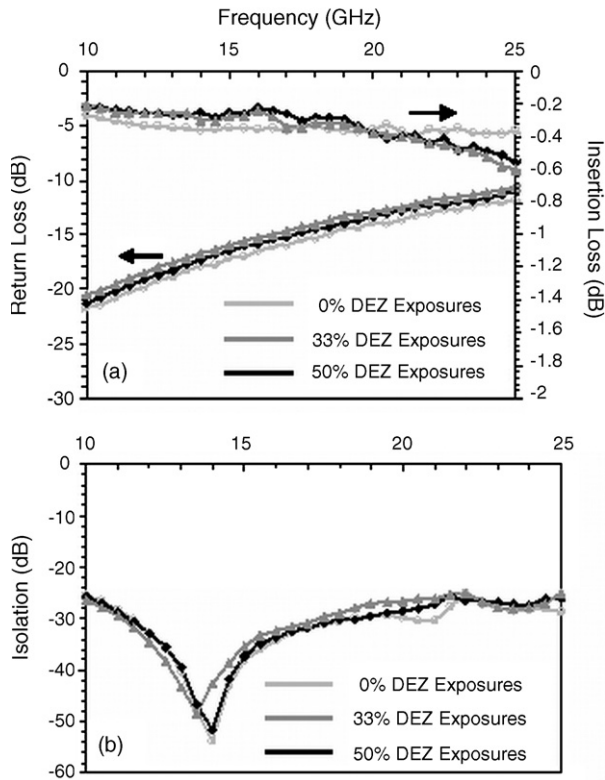 Frequency (GHz)
10 15 20 25
0 0
-5 -0.2
-10 -0.4
-15 -0.6
-20 -0.8
-25 -1
-30 -1.2
-1.4
-1.6
-1.8
-2
Return Loss (dB)
Insertion Loss (dB)
0% DEZ Exposures
33% DEZ Exposures
50% DEZ Exposures
(a)
10 15 20 25
0
-10
-20
-30
-40
-50
-60
Isolation (dB)
0% DEZ Exposures
33% DEZ Exposures
50% DEZ Exposures
(b)